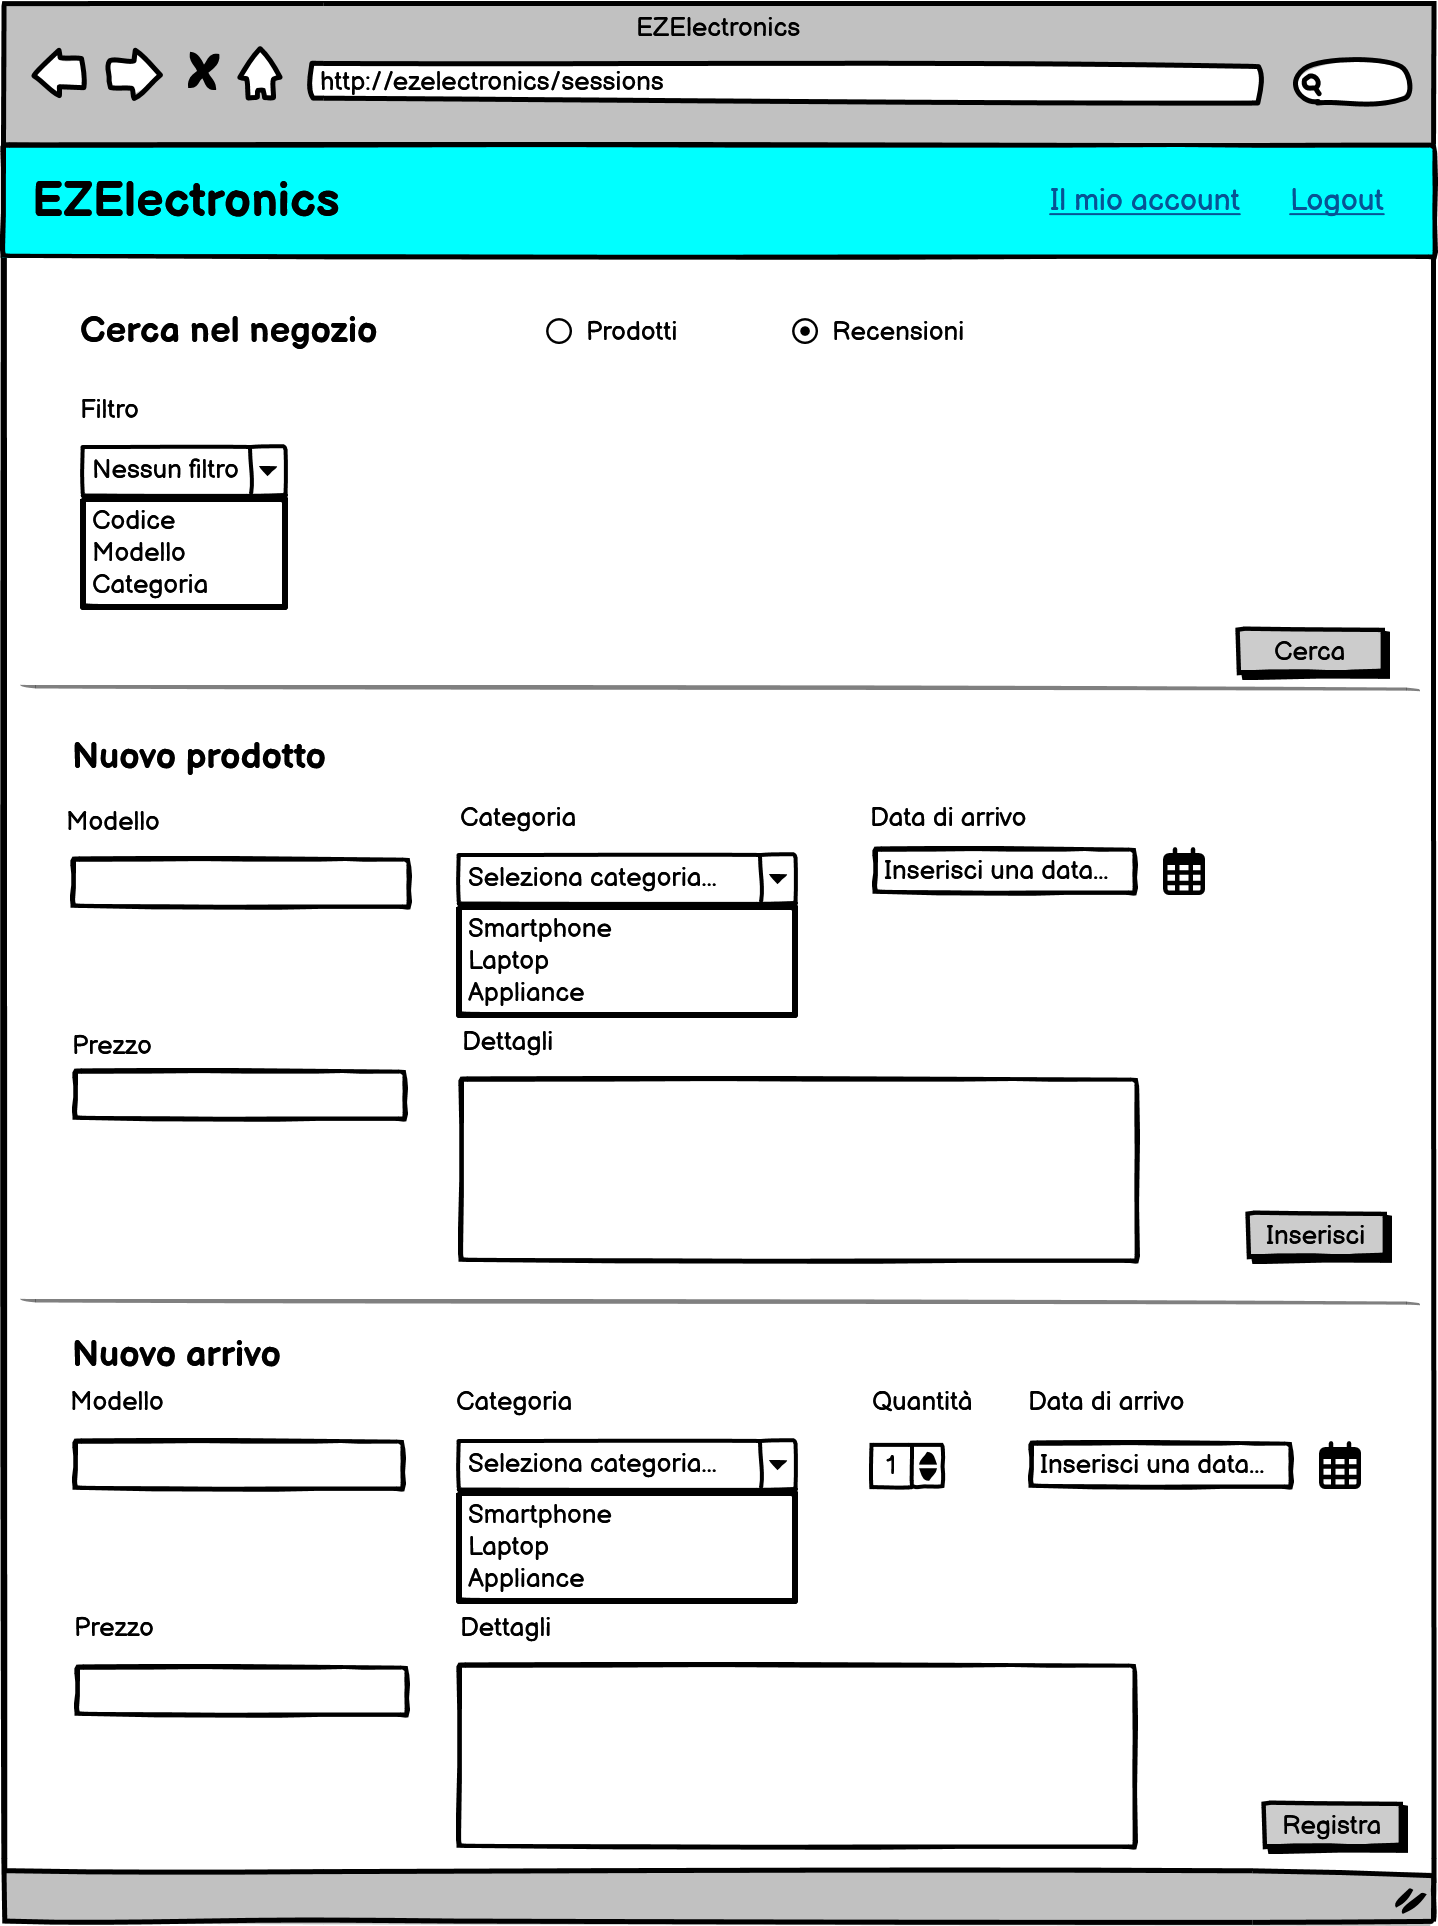 EZElectronics
http://ezelectronics/sessions
EZElectronics
Il mio account
Logout
Cerca nel negozio
Prodotti
Recensioni
Filtro
Nessun filtro
Codice
Modello
Categoria
Cerca
Nuovo prodotto
Modello
Categoria
Data di arrivo
Seleziona categoria...
Inserisci una data...
Smartphone
Laptop
Appliance
Prezzo
Dettagli
Inserisci
Nuovo arrivo
Modello
Categoria
Quantità
Data di arrivo
Seleziona categoria...
1
Inserisci una data...
Smartphone
Laptop
Appliance
Prezzo
Dettagli
Registra